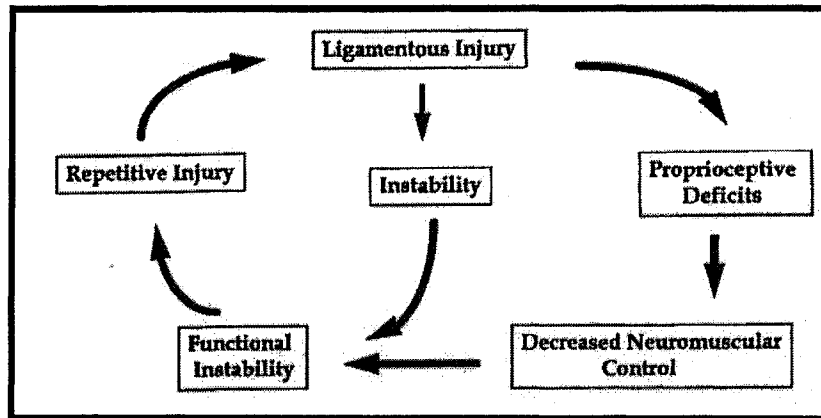 Ligamentous Injury
Repetitive Injury
Instability
Proprioceptive
Deficits
Functional
Instability
Decreased Neuromuscular
Control